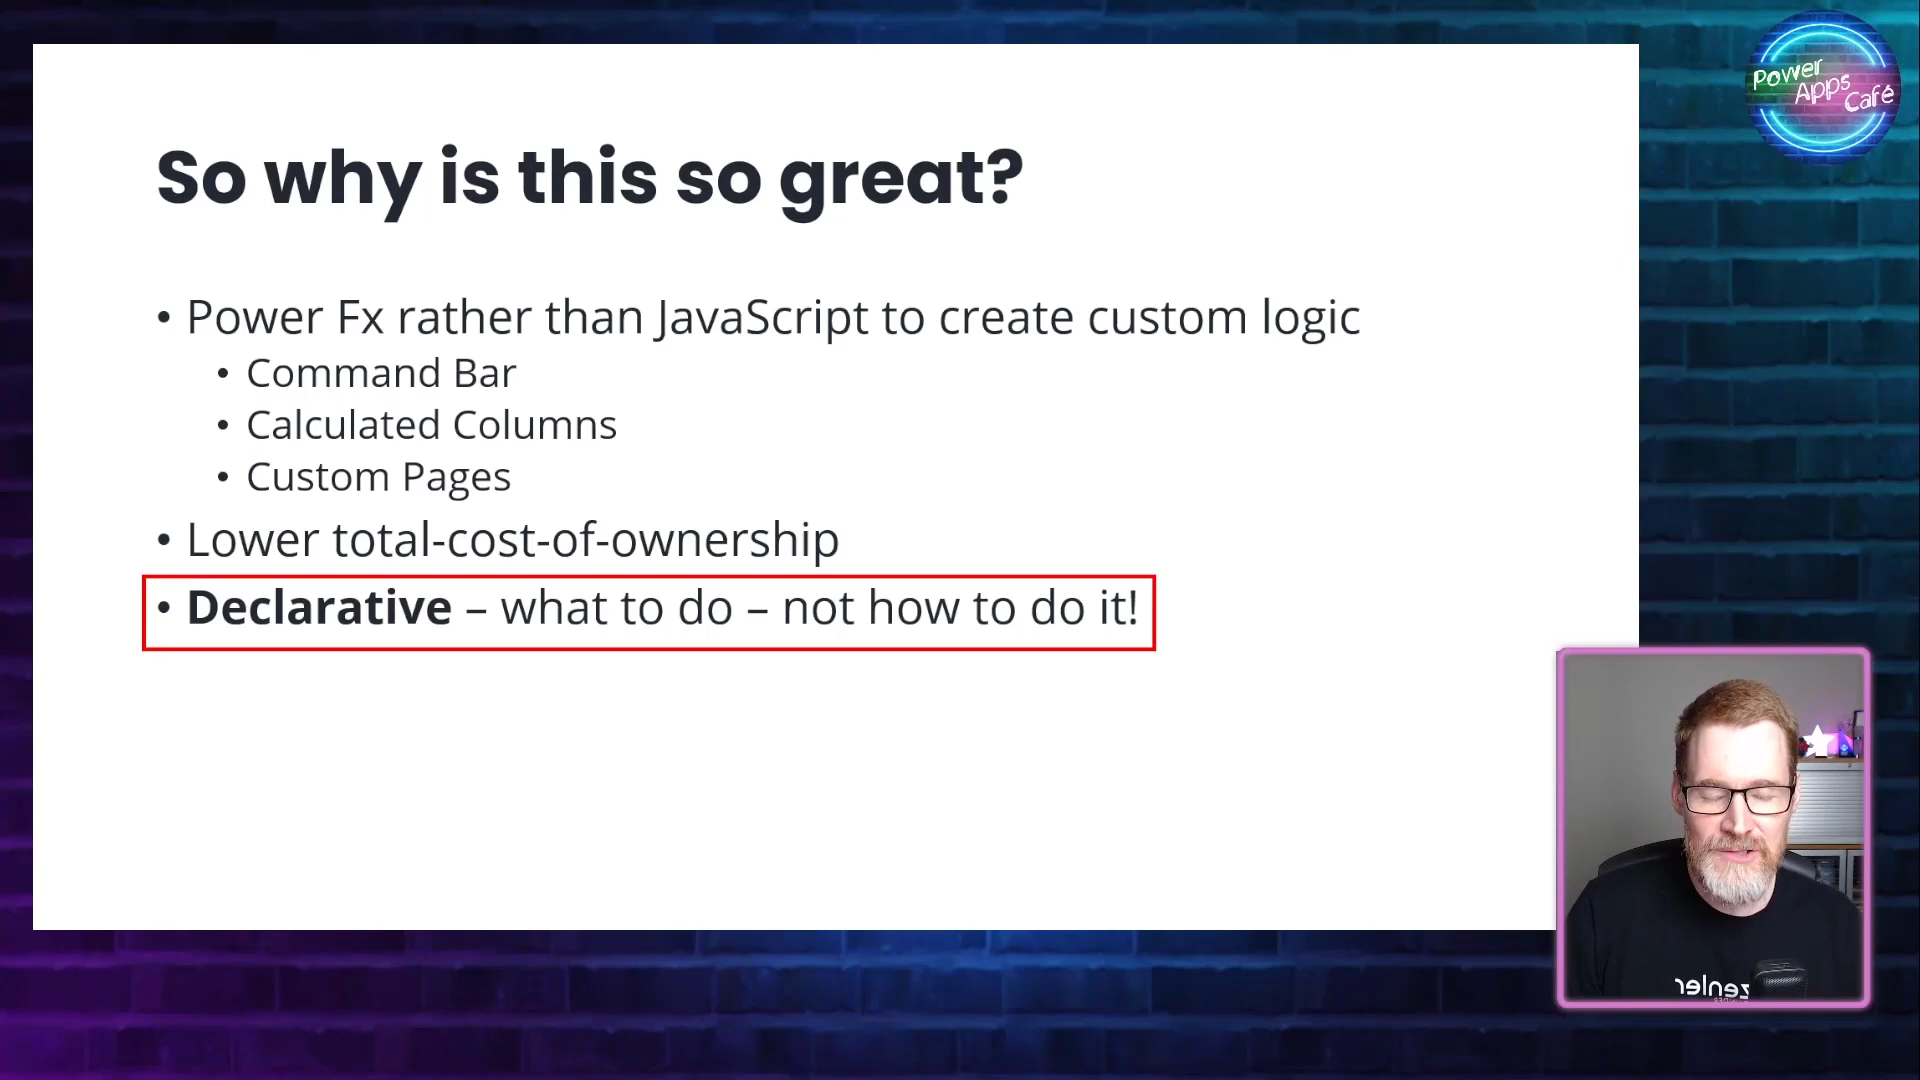 Power
Apps
Café
So why is this so great?
• Power Fx rather than JavaScript to create custom logic
• Command Bar
• Calculated Columns
• Custom Pages
• Lower total-cost-of-ownership
• Declarative – what to do – not how to do it!
zenler